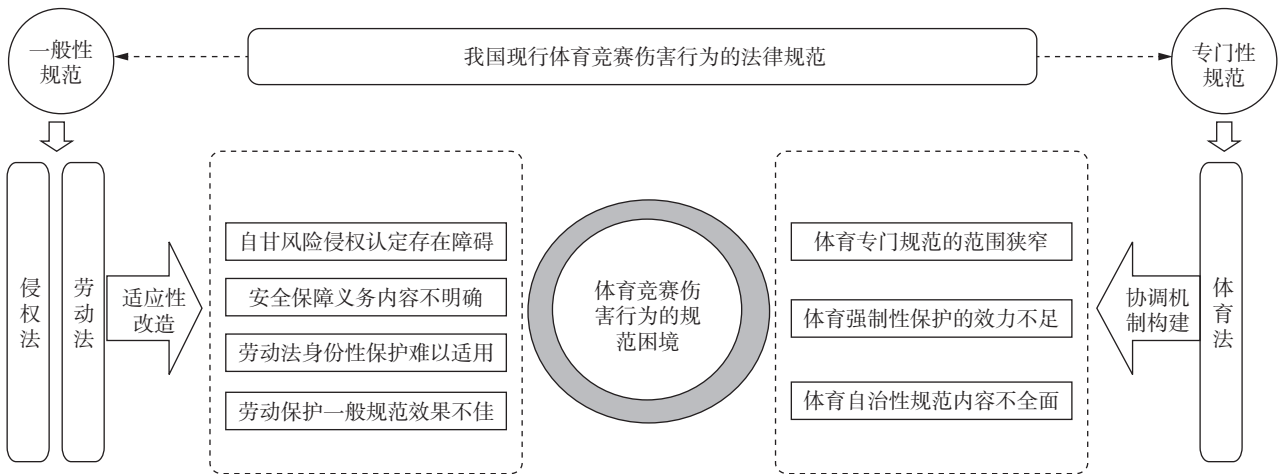 一般性
规范
我国现行体育竞赛伤害行为的法律规范
专门性
规范
侵权法
劳动法
适应性
改造
自甘风险侵权认定存在障碍
安全保障义务内容不明确
劳动法身份性保护难以适用
劳动保护一般规范效果不佳
体育竞赛伤
害行为的规
范困境
体育专门规范的范围狭窄
体育强制性保护的效力不足
体育自治性规范内容不全面
协调机
制构建
体育法